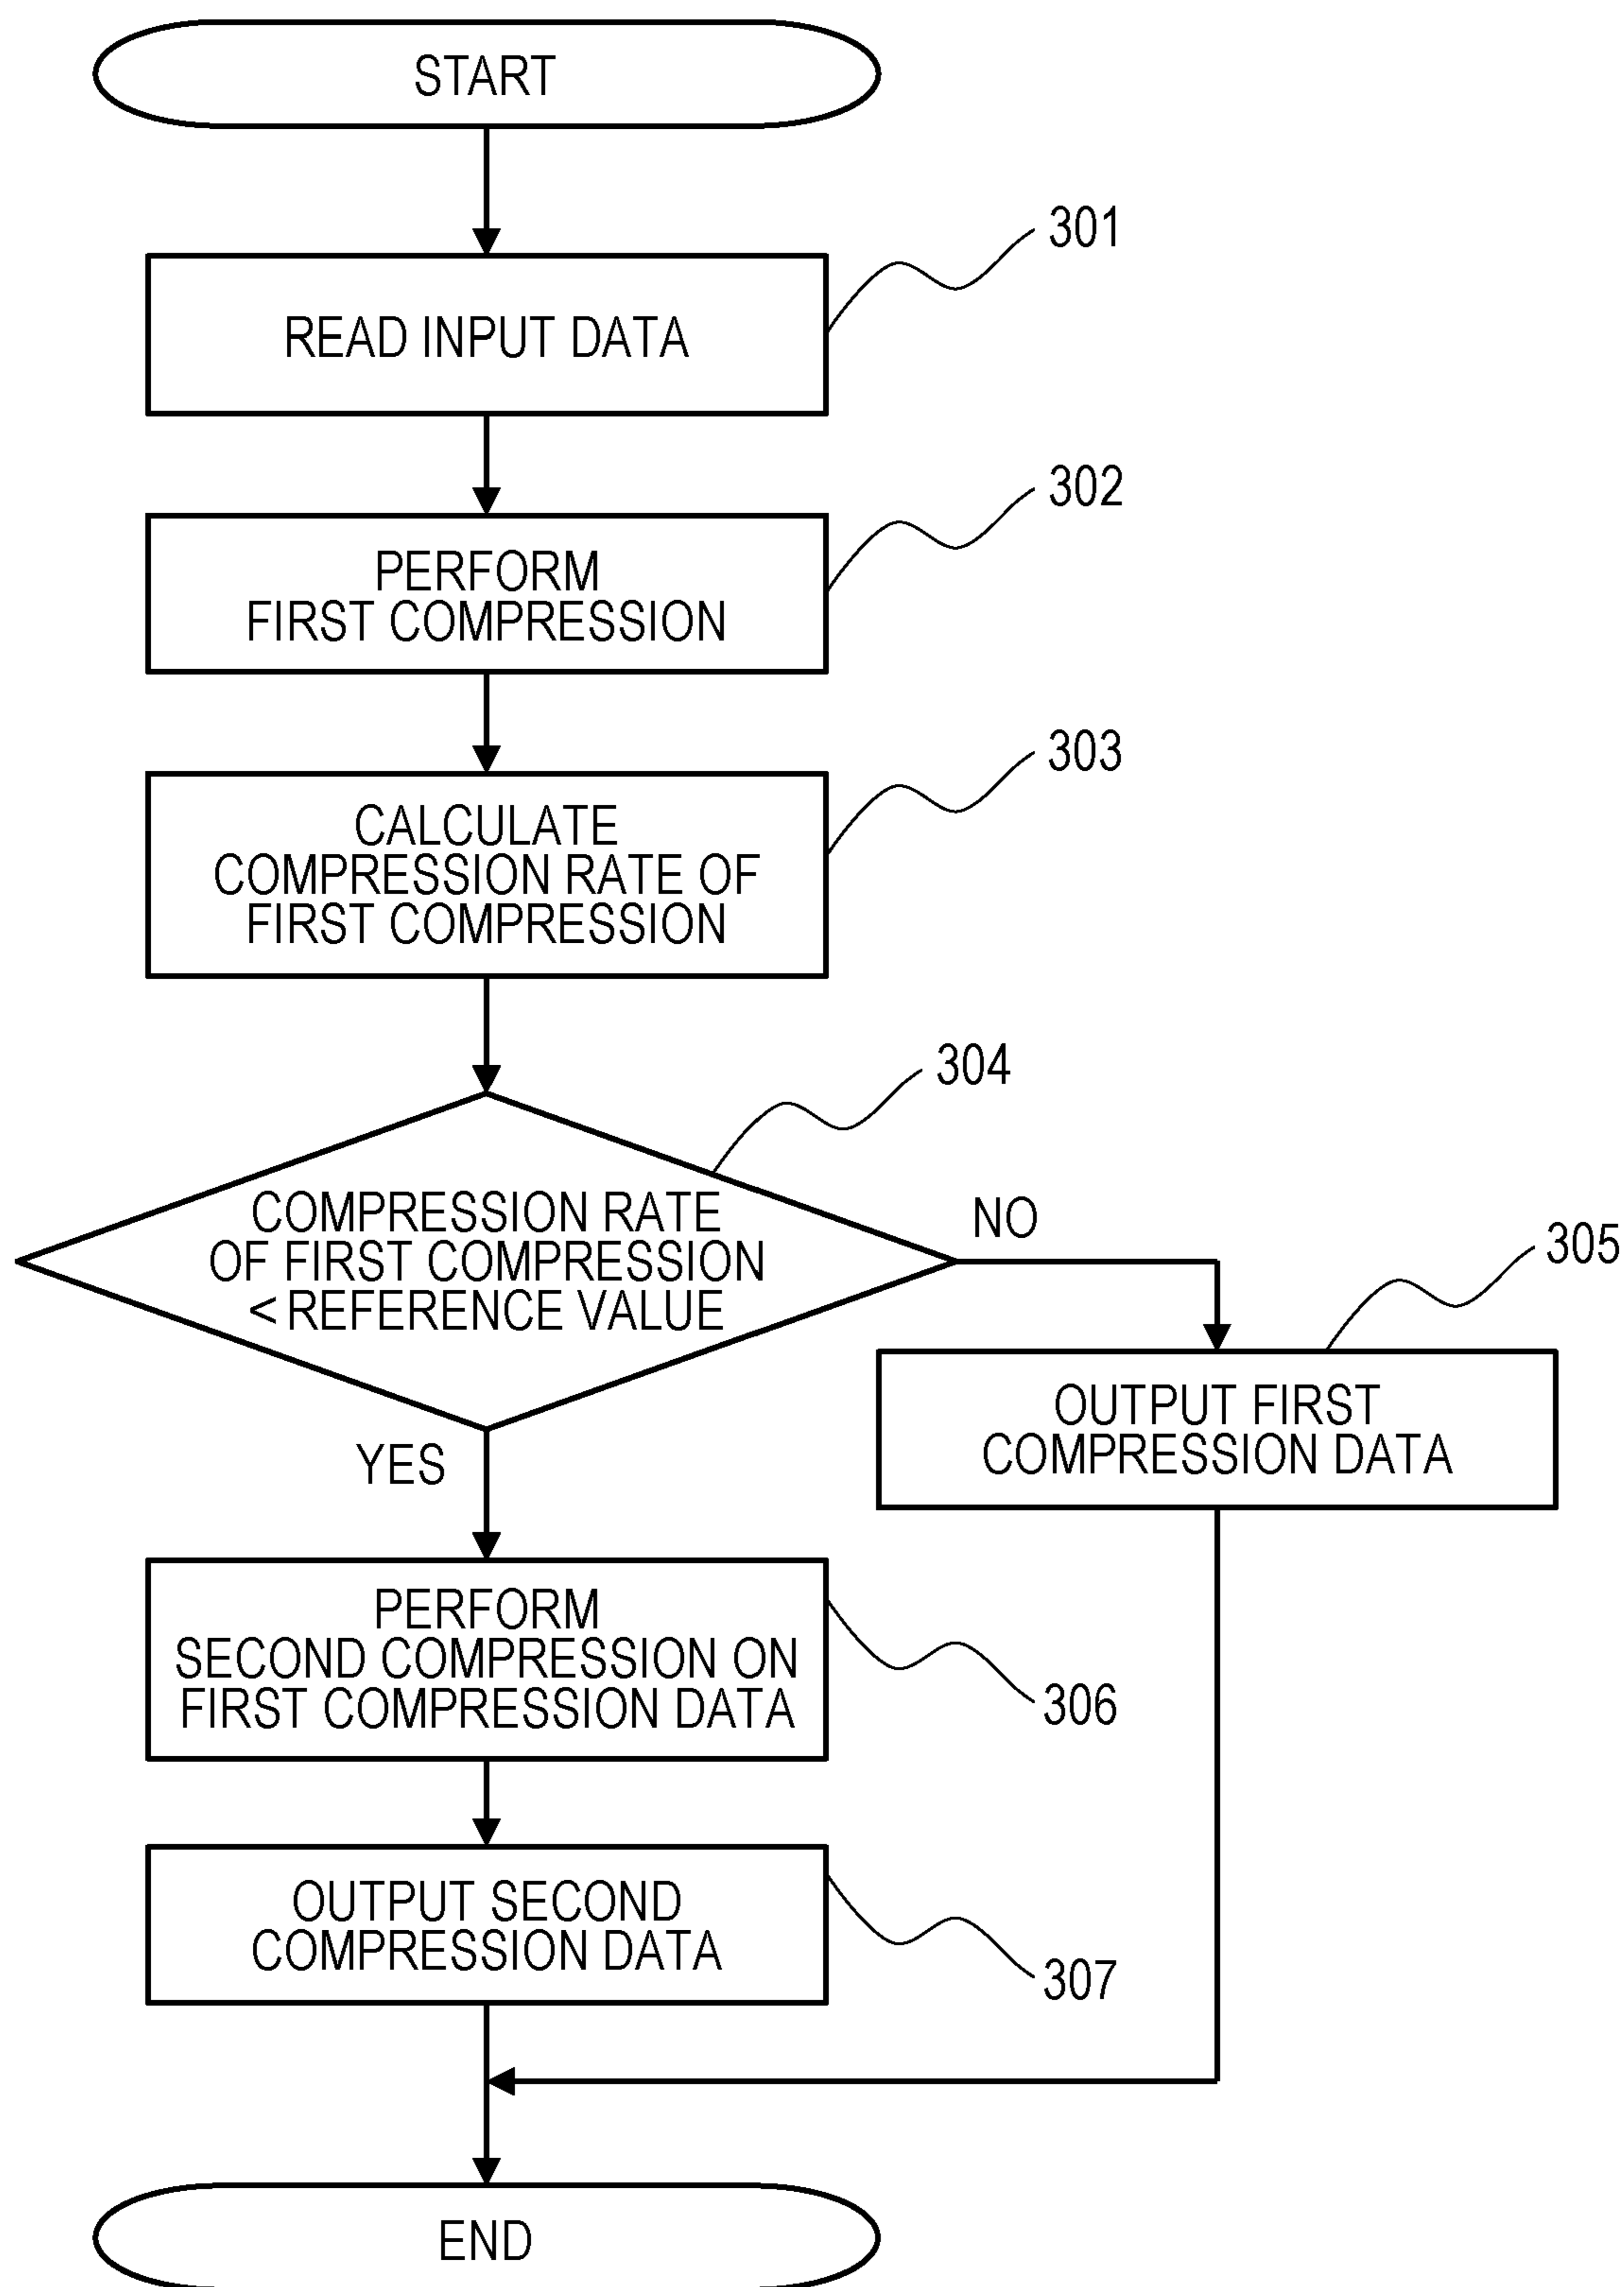 START
301
READ INPUT DATA
302
PERFORM
FIRST COMPRESSION
303
CALCULATE
COMPRESSION RATE OF
FIRST COMPRESSION
304
COMPRESSION RATE
OF FIRST COMPRESSION
< REFERENCE VALUE
NO
305
OUTPUT FIRST
COMPRESSION DATA
YES
PERFORM
SECOND COMPRESSION ON
FIRST COMPRESSION DATA
306
OUTPUT SECOND
COMPRESSION DATA
307
END